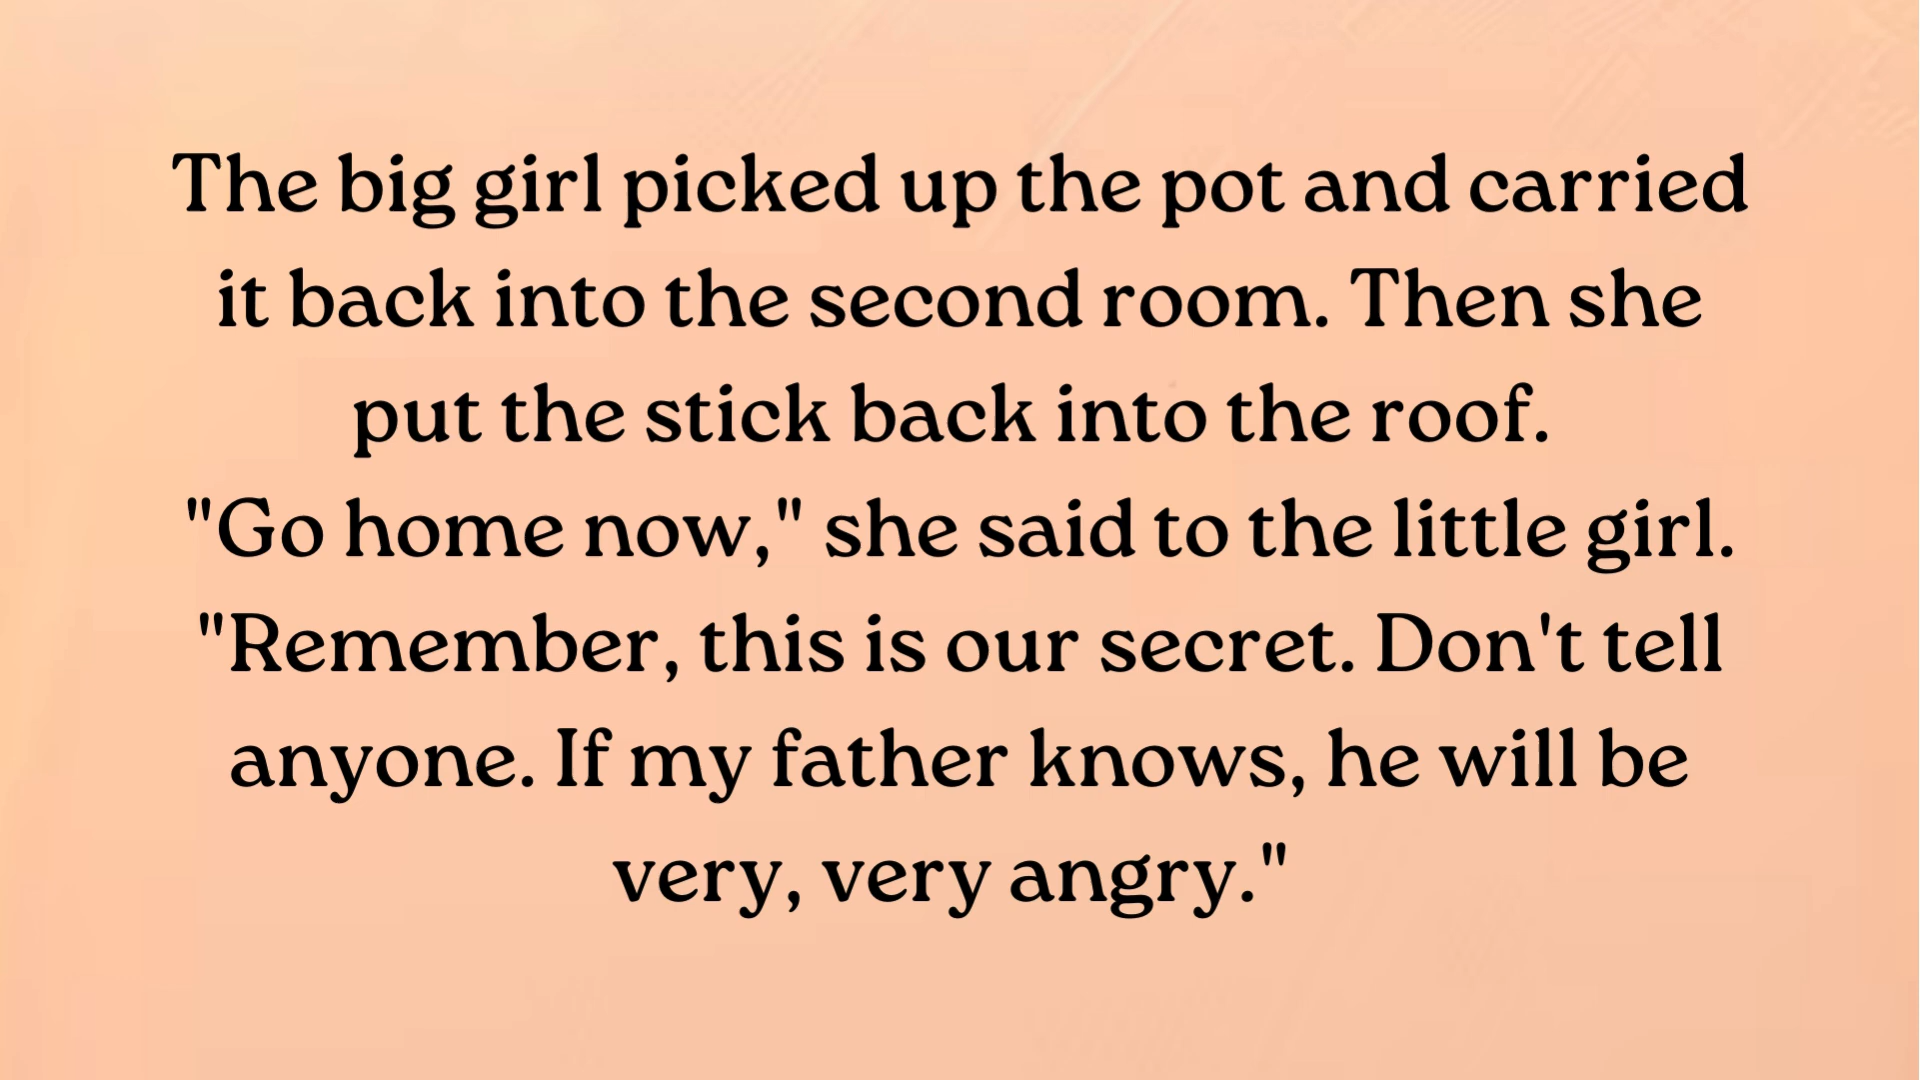 The big girl picked up the pot and carried
it back into the second room. Then she
put the stick back into the roof.
"Go home now," she said to the little girl.
"Remember, this is our secret. Don't tell
anyone. If my father knows, he will be
very, very angry."